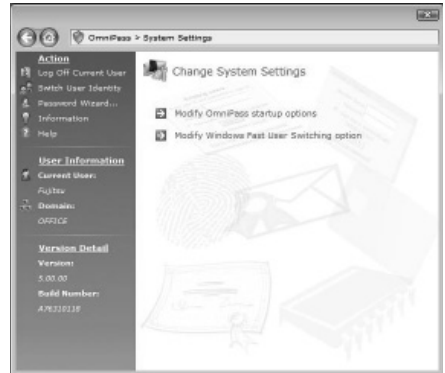 OmniPass > System Settings
Action
Log Off Current User
Switch User Identity
Password Wizard...
Information
Help
User Information
Current User:
Fujitsu
Domain:
OFFICE
Version Detail
Version:
5.00.00
Build Number:
Change System Settings
Modify OmniPass startup options
Modify Windows Fast User Switching option